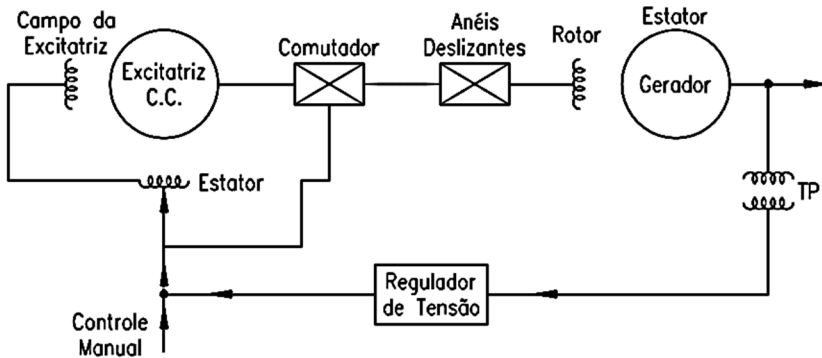 Campo da
Excitatriz
Excitatriz
C.C.
Comutador
Anéis
Deslizantes
Rotor
Estator
Gerador
Estator
TP
Regulador
de Tensão
Controle
Manual